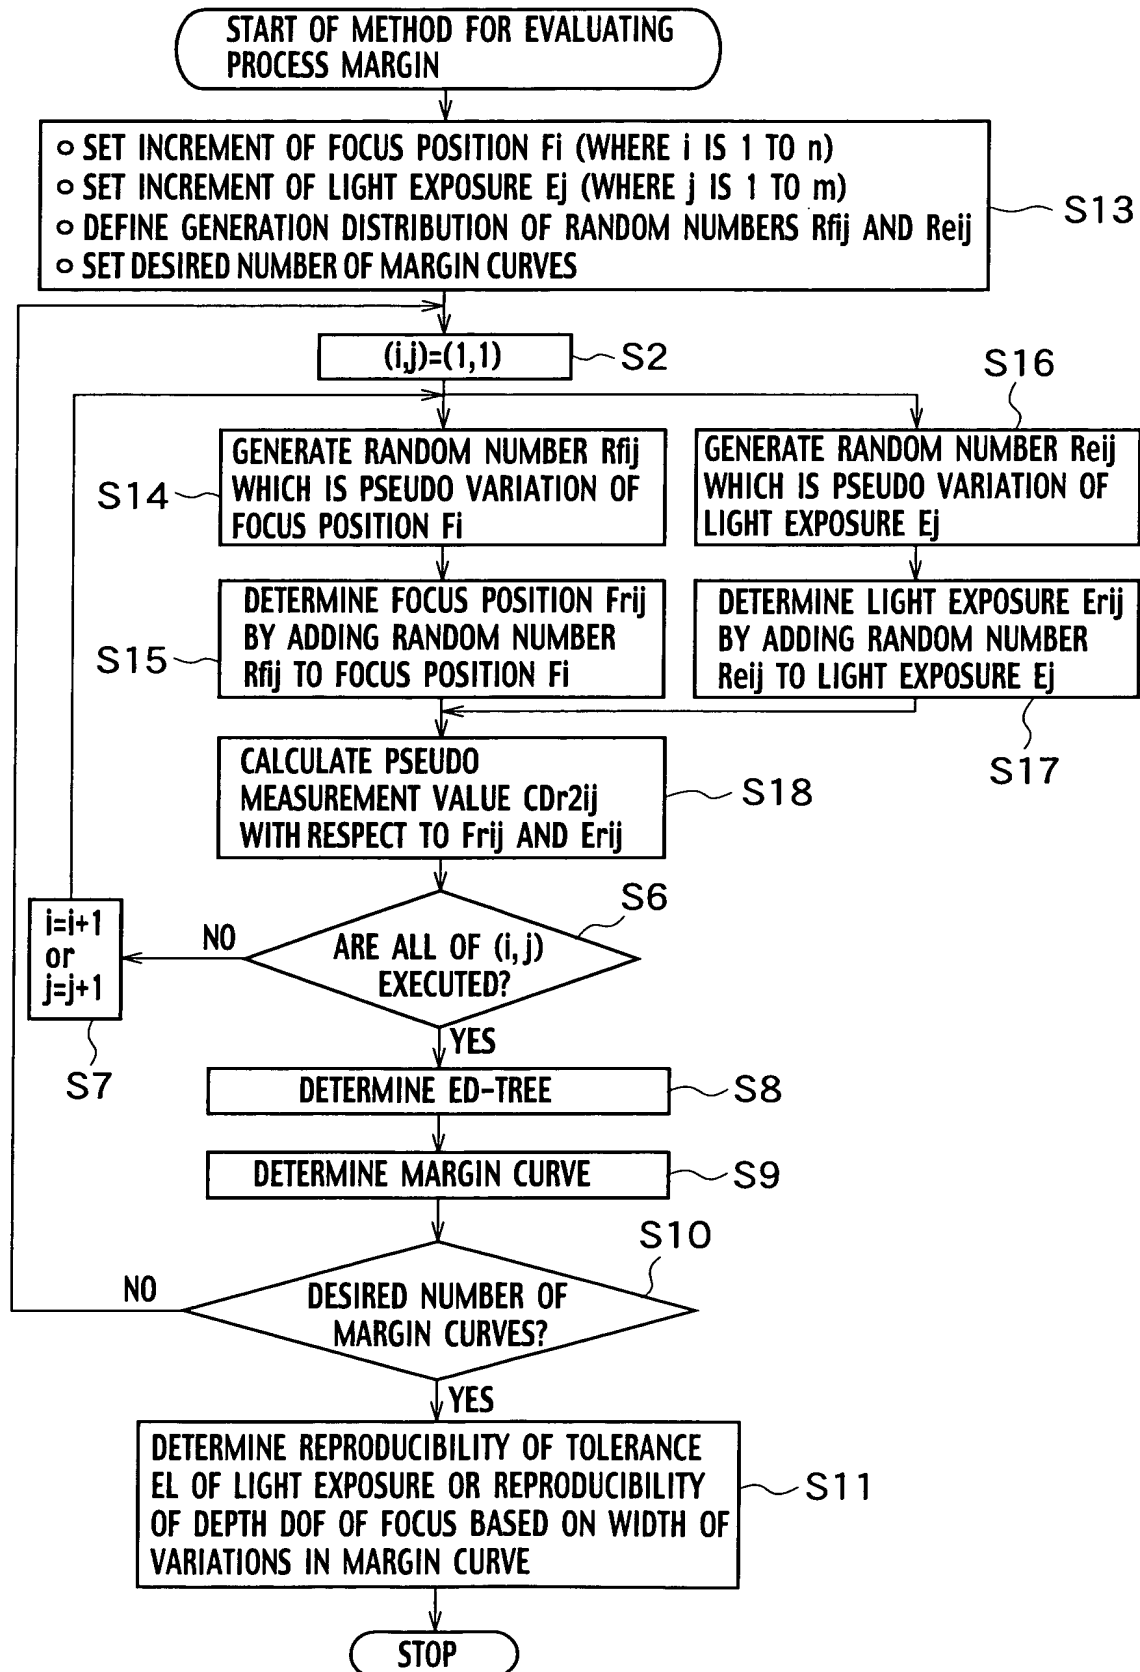 START OF METHOD FOR EVALUATING
PROCESS MARGIN
○ SET INCREMENT OF FOCUS POSITION Fi (WHERE i IS 1 TO n)
○ SET INCREMENT OF LIGHT EXPOSURE Ej (WHERE j IS 1 TO m)
○ DEFINE GENERATION DISTRIBUTION OF RANDOM NUMBERS Rfij AND Reij
○ SET DESIRED NUMBER OF MARGIN CURVES
S13
(i,j)=(1,1)
S2
S16
GENERATE RANDOM NUMBER Rfij
WHICH IS PSEUDO VARIATION OF
FOCUS POSITION Fi
S14
GENERATE RANDOM NUMBER Reij
WHICH IS PSEUDO VARIATION OF
LIGHT EXPOSURE Ej
DETERMINE FOCUS POSITION Frij
BY ADDING RANDOM NUMBER
Rfij TO FOCUS POSITION Fi
S15
DETERMINE LIGHT EXPOSURE Erij
BY ADDING RANDOM NUMBER
Reij TO LIGHT EXPOSURE Ej
S17
CALCULATE PSEUDO
MEASUREMENT VALUE CDr2ij
WITH RESPECT TO Frij AND Erij
S18
S6
ARE ALL OF (i,j)
EXECUTED?
NO
i=i+1
or
j=j+1
S7
YES
DETERMINE ED-TREE
S8
DETERMINE MARGIN CURVE
S9
S10
DESIRED NUMBER OF
MARGIN CURVES?
NO
YES
DETERMINE REPRODUCIBILITY OF TOLERANCE
EL OF LIGHT EXPOSURE OR REPRODUCIBILITY
OF DEPTH DOF OF FOCUS BASED ON WIDTH OF
VARIATIONS IN MARGIN CURVE
S11
STOP